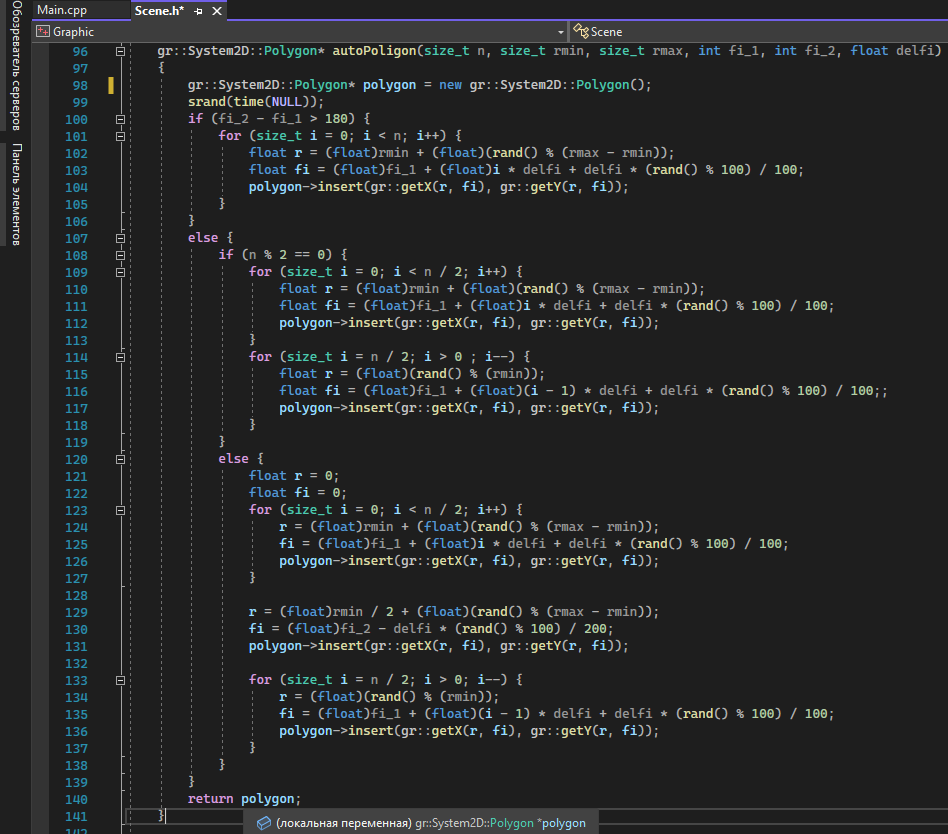 Main.cpp
Scene.h*
Обозреватель серверов
Панель элементов
Graphic
Scene
96 gr::System2D::Polygon* autoPoligon(size_t n, size_t rmin, size_t rmax, int fi_1, int fi_2, float delfi)
97 {
98 gr::System2D::Polygon* polygon = new gr::System2D::Polygon();
99 srand(time(NULL));
100 if (fi_2 - fi_1 > 180) {
101 for (size_t i = 0; i < n; i++) {
102 float r = (float)rmin + (float)(rand() % (rmax - rmin));
103 float fi = (float)fi_1 + (float)i * delfi + delfi * (rand() % 100) / 100;
104 polygon->insert(gr::getX(r, fi), gr::getY(r, fi));
105 }
106 }
107 else {
108 if (n % 2 == 0) {
109 for (size_t i = 0; i < n / 2; i++) {
110 float r = (float)rmin + (float)(rand() % (rmax - rmin));
111 float fi = (float)fi_1 + (float)i * delfi + delfi * (rand() % 100) / 100;
112 polygon->insert(gr::getX(r, fi), gr::getY(r, fi));
113 }
114 for (size_t i = n / 2; i > 0 ; i--) {
115 float r = (float)(rand() % (rmin));
116 float fi = (float)fi_1 + (float)(i - 1) * delfi + delfi * (rand() % 100) / 100;;
117 polygon->insert(gr::getX(r, fi), gr::getY(r, fi));
118 }
119 }
120 else {
121 float r = 0;
122 float fi = 0;
123 for (size_t i = 0; i < n / 2; i++) {
124 r = (float)rmin + (float)(rand() % (rmax - rmin));
125 fi = (float)fi_1 + (float)i * delfi + delfi * (rand() % 100) / 100;
126 polygon->insert(gr::getX(r, fi), gr::getY(r, fi));
127 }
128
129 r = (float)rmin / 2 + (float)(rand() % (rmax - rmin));
130 fi = (float)fi_2 - delfi * (rand() % 100) / 200;
131 polygon->insert(gr::getX(r, fi), gr::getY(r, fi));
132
133 for (size_t i = n / 2; i > 0; i--) {
134 r = (float)(rand() % (rmin));
135 fi = (float)fi_1 + (float)(i - 1) * delfi + delfi * (rand() % 100) / 100;
136 polygon->insert(gr::getX(r, fi), gr::getY(r, fi));
137 }
138 }
139 }
140 return polygon;
141 }
(локальная переменная) gr::System2D::Polygon *polygon
142